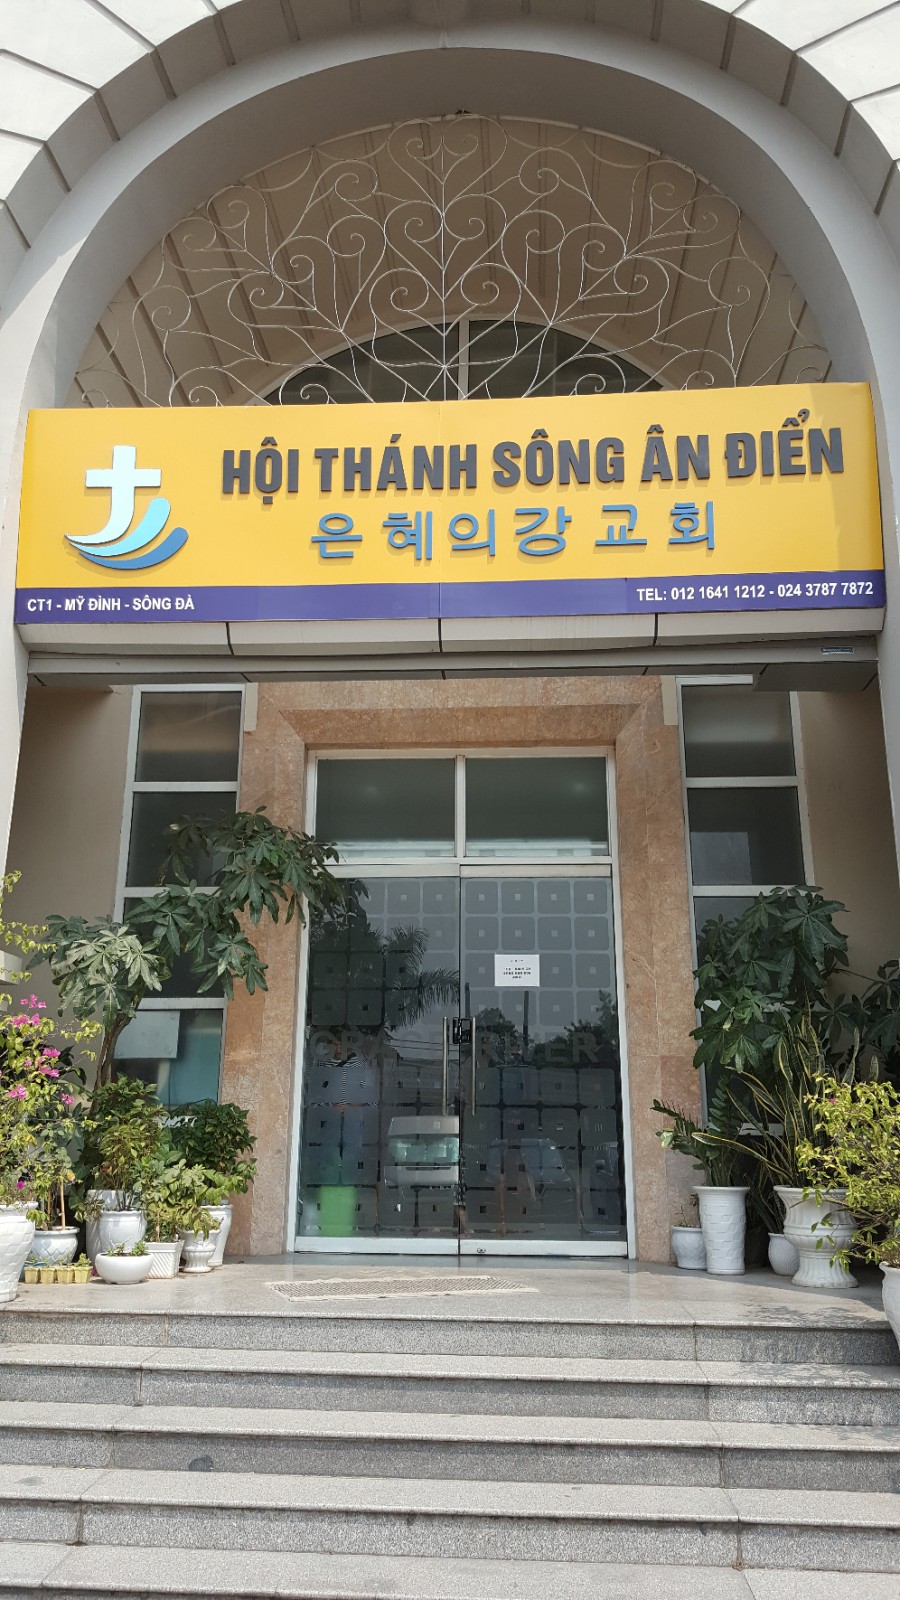 HỘI THÁNH SÔNG ÂN ĐIỂN
은혜의강교회
CT1 - MỸ ĐÌNH - SÔNG ĐÀ
TEL: 012 1641 1212 - 024 3787 7872